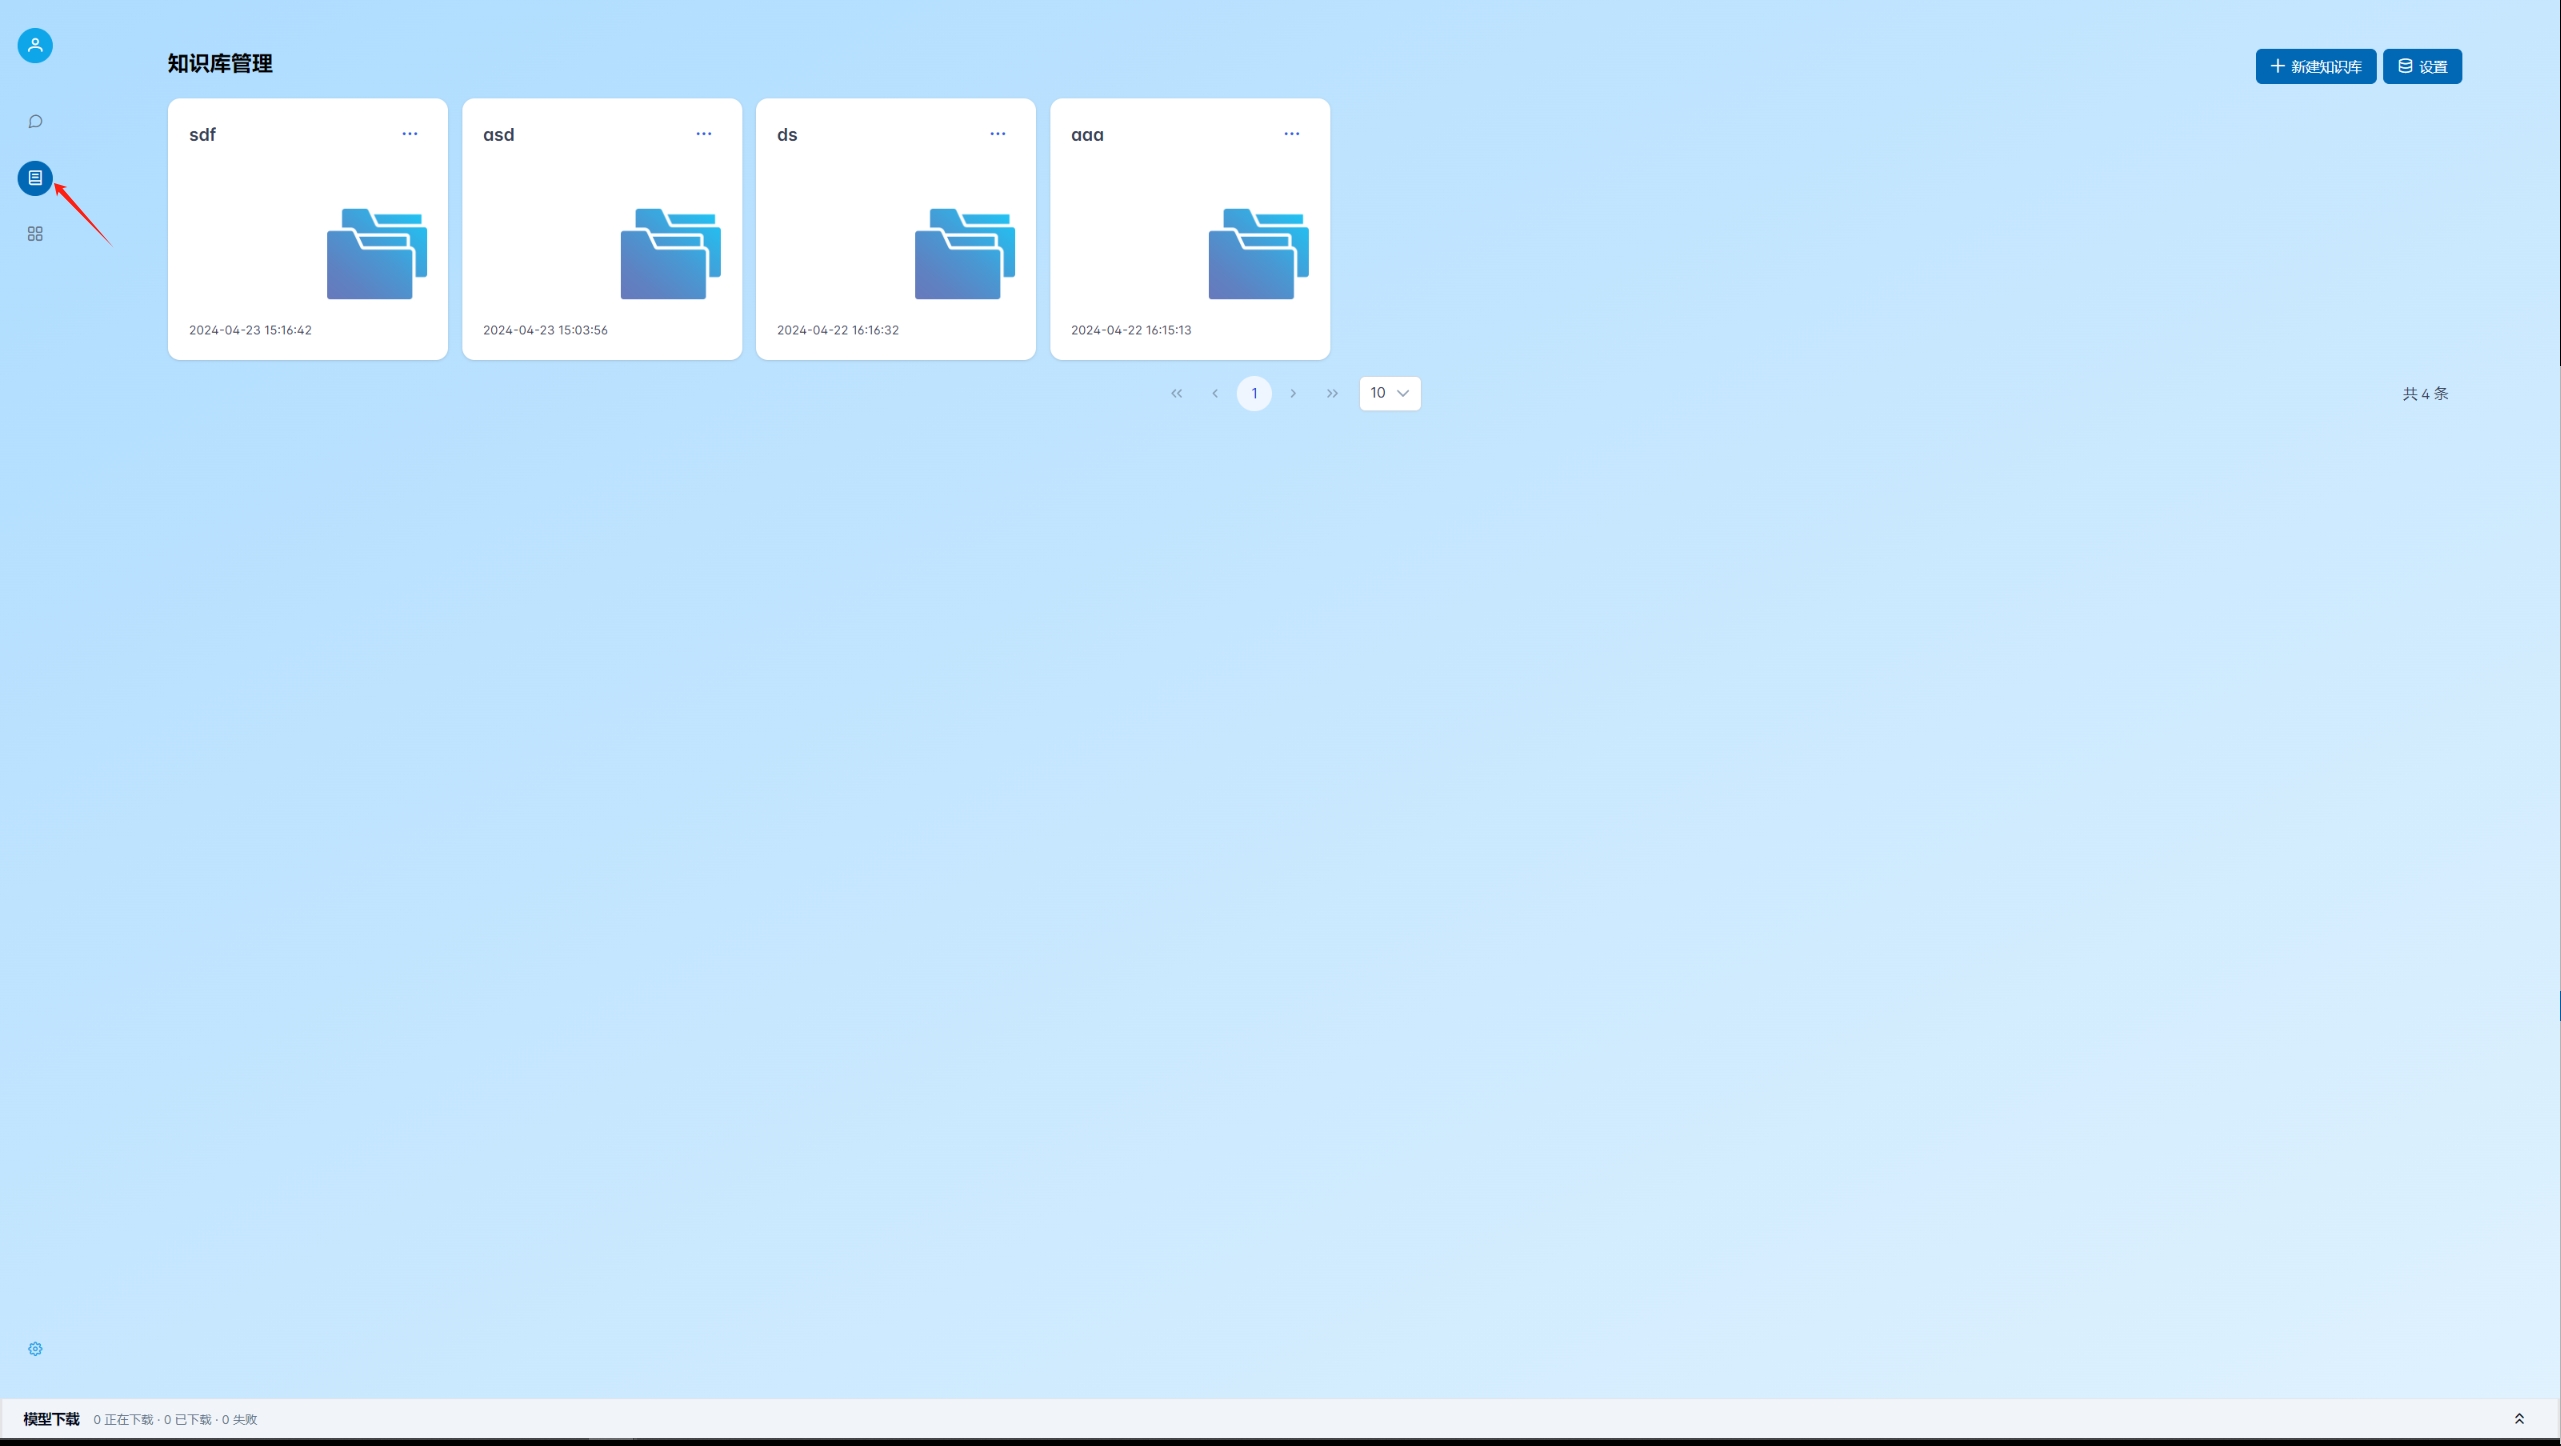 知识库管理
新建知识库
设置
sdf
asd
ds
aaa
2024-04-23 15:16:42
2024-04-23 15:03:56
2024-04-22 16:16:32
2024-04-22 16:15:13
1
10
共 4 条
模型下载 0 正在下载 · 0 已下载 · 0 失败